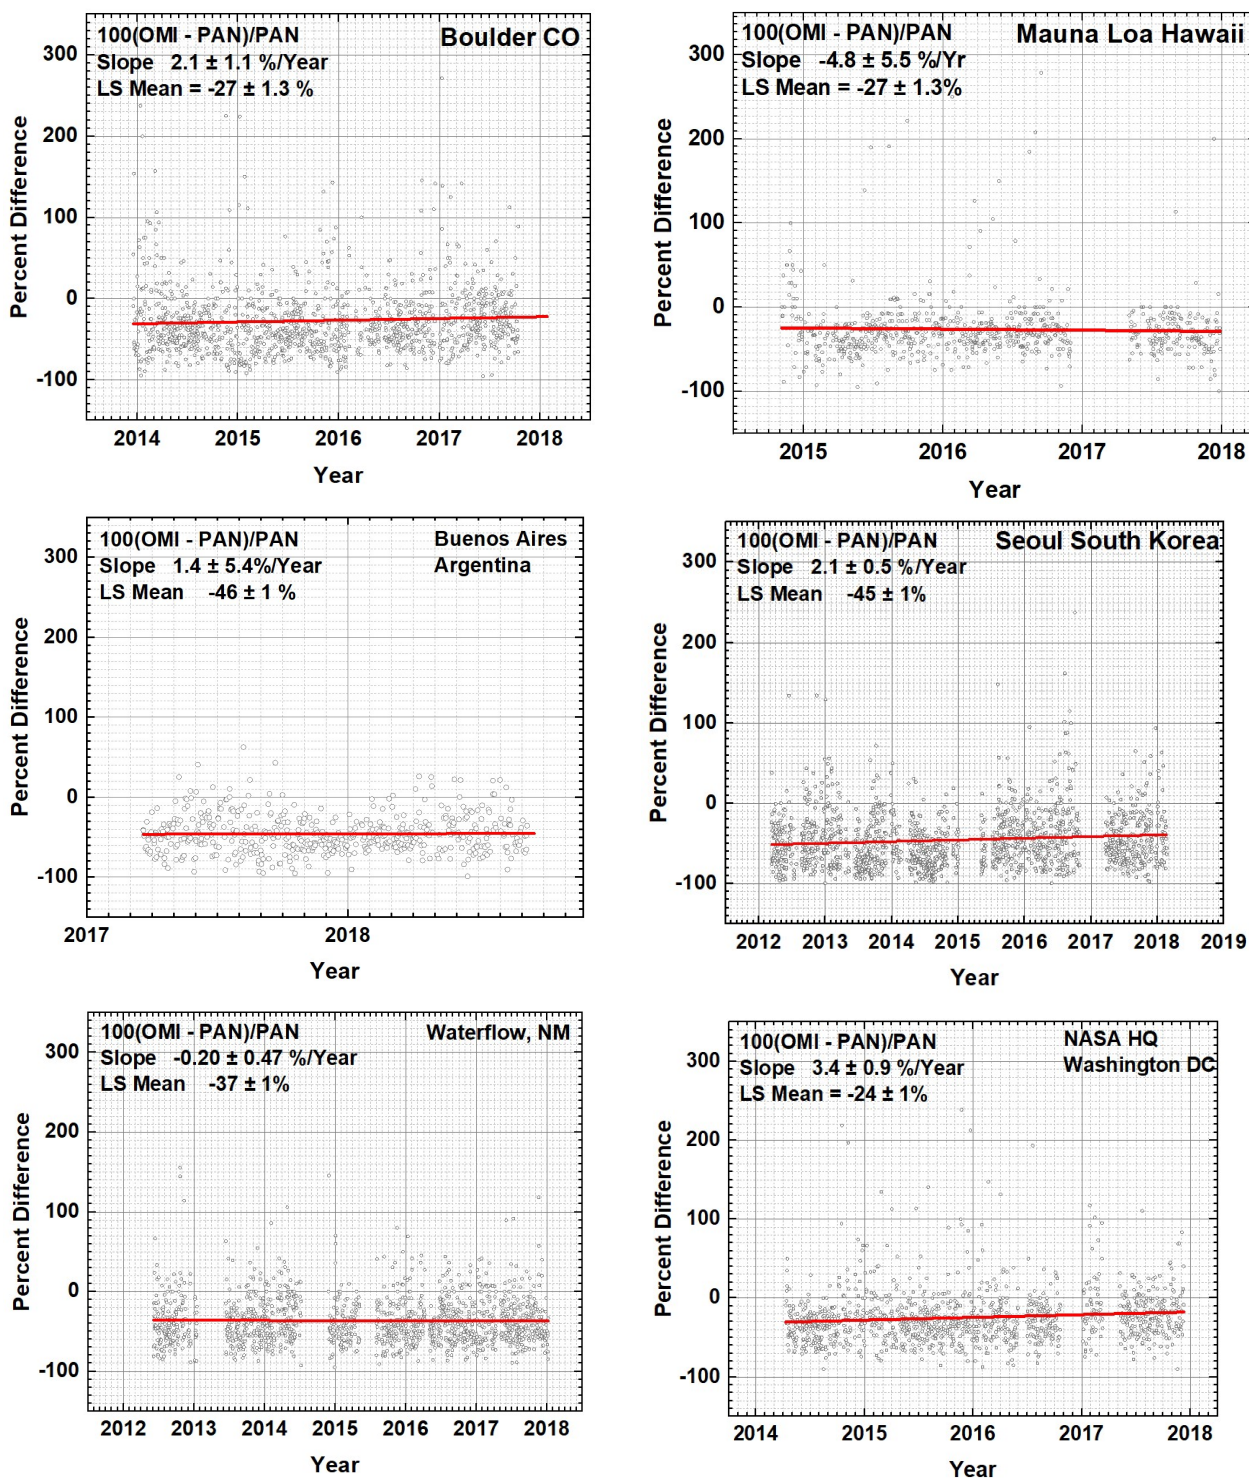 100(OMI - PAN)/PAN
Boulder CO
Slope 2.1 ± 1.1 %/Year
LS Mean = -27 ± 1.3 %
Percent Difference
300
200
100
0
-100
2014 2015 2016 2017 2018
Year
100(OMI - PAN)/PAN
Mauna Loa Hawaii
Slope -4.8 ± 5.5 %/Yr
LS Mean = -27 ± 1.3%
Percent Difference
300
200
100
0
-100
2015 2016 2017 2018
Year
100(OMI - PAN)/PAN
Slope 1.4 ± 5.4%/Year
LS Mean -46 ± 1 %
Buenos Aires
Argentina
Percent Difference
300
200
100
0
-100
2017 2018
Year
100(OMI - PAN)/PAN
Seoul South Korea
Slope 2.1 ± 0.5 %/Year
LS Mean -45 ± 1%
Percent Difference
300
200
100
0
-100
2012 2013 2014 2015 2016 2017 2018 2019
Year
100(OMI - PAN)/PAN
Waterflow, NM
Slope -0.20 ± 0.47 %/Year
LS Mean -37 ± 1%
Percent Difference
300
200
100
0
-100
2012 2013 2014 2015 2016 2017 2018
Year
100(OMI - PAN)/PAN
Slope 3.4 ± 0.9 %/Year
LS Mean = -24 ± 1%
NASA HQ
Washington DC
Percent Difference
300
200
100
0
-100
2014 2015 2016 2017 2018
Year